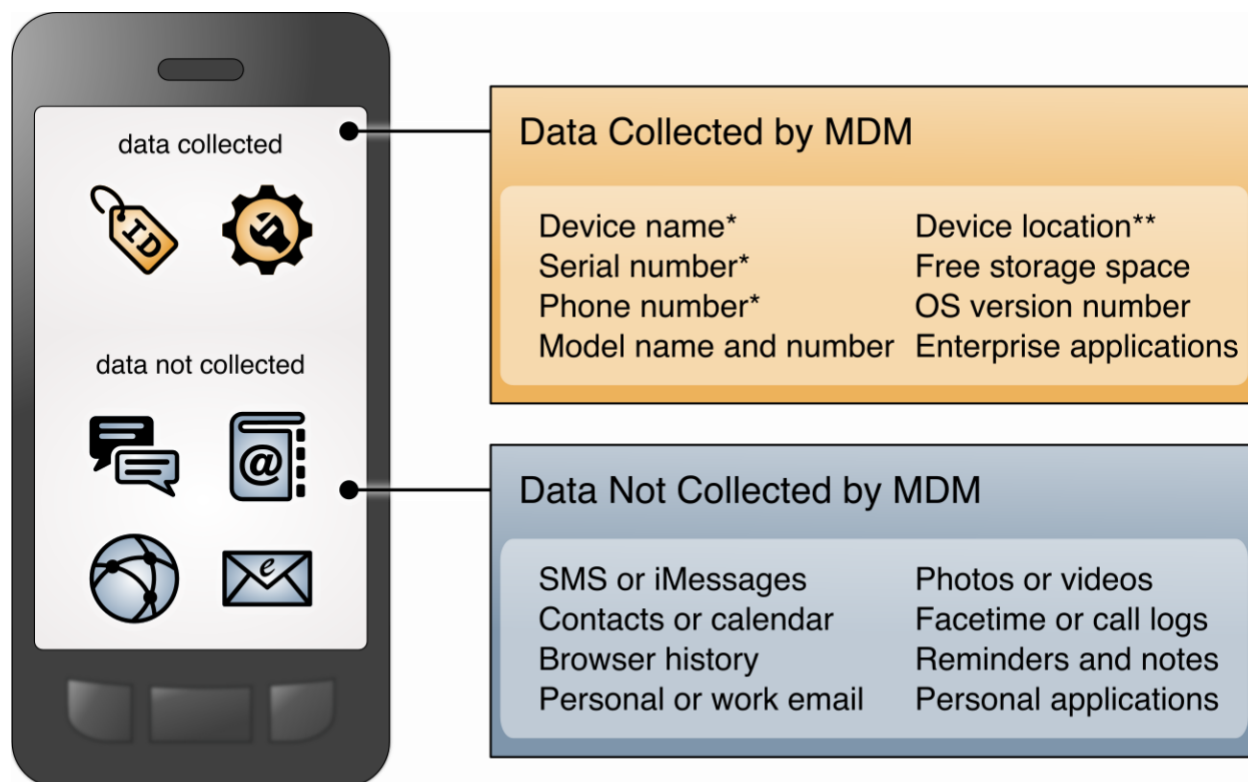 data collected
ID
data not collected
@
e
Data Collected by MDM
Device name*
Serial number*
Phone number*
Model name and number
Device location**
Free storage space
OS version number
Enterprise applications
Data Not Collected by MDM
SMS or iMessages
Contacts or calendar
Browser history
Personal or work email
Photos or videos
Facetime or call logs
Reminders and notes
Personal applications